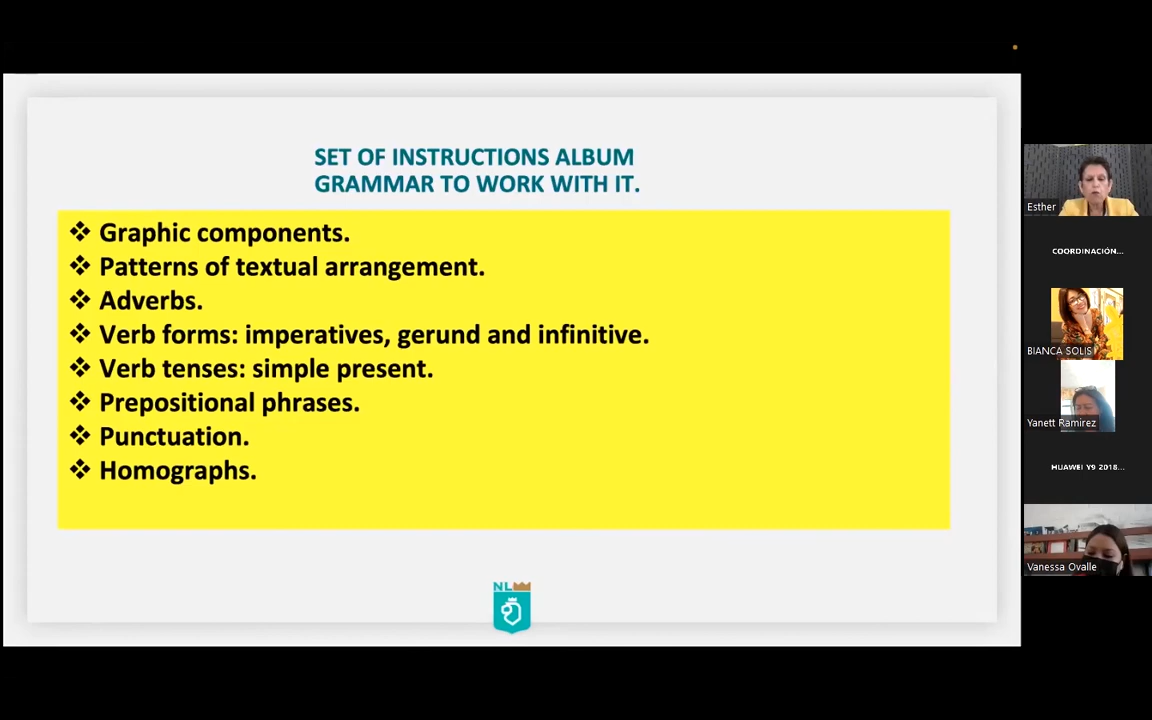 SET OF INSTRUCTIONS ALBUM
GRAMMAR TO WORK WITH IT.
❖ Graphic components.
❖ Patterns of textual arrangement.
❖ Adverbs.
❖ Verb forms: imperatives, gerund and infinitive.
❖ Verb tenses: simple present.
❖ Prepositional phrases.
❖ Punctuation.
❖ Homographs.
NL
Esther
COORDINACIÓN...
BIANCA SOLIS
Yanett Ramirez
HUAWEI Y9 2018...
Vanessa Ovalle